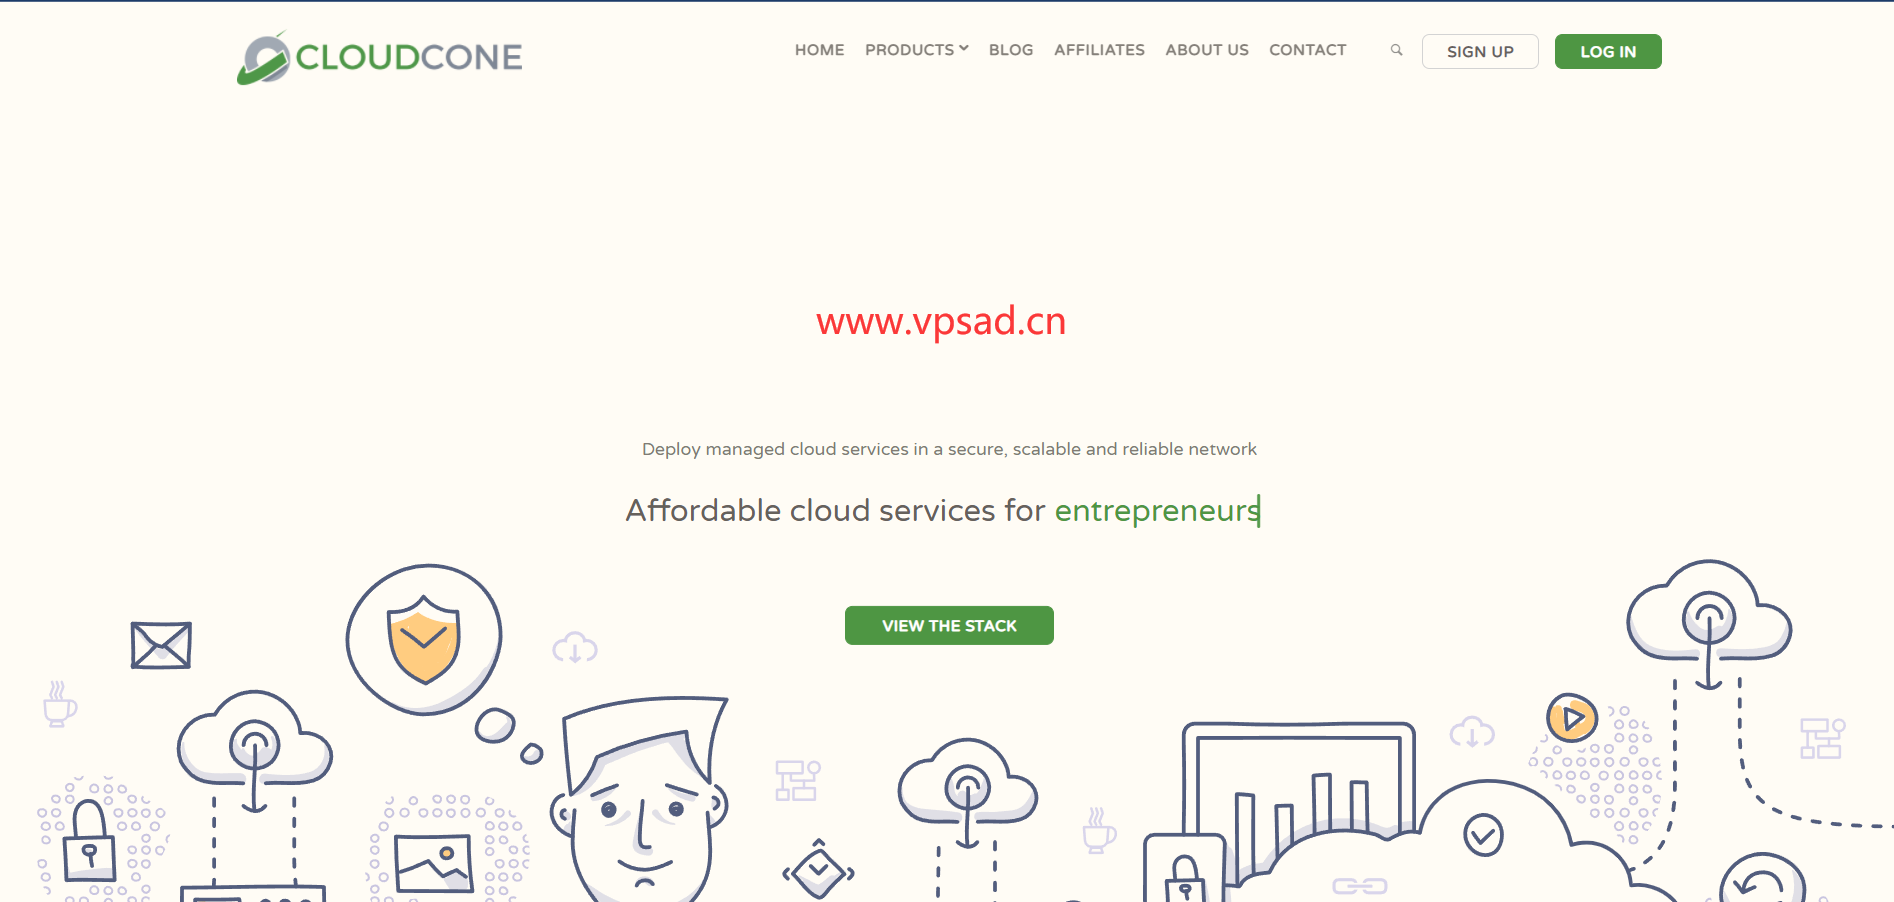 CLOUDCONE
HOME PRODUCTS BLOG AFFILIATES ABOUT US CONTACT SIGN UP LOG IN
www.vpsad.cn
Deploy managed cloud services in a secure, scalable and reliable network
Affordable cloud services for entrepreneurs
VIEW THE STACK